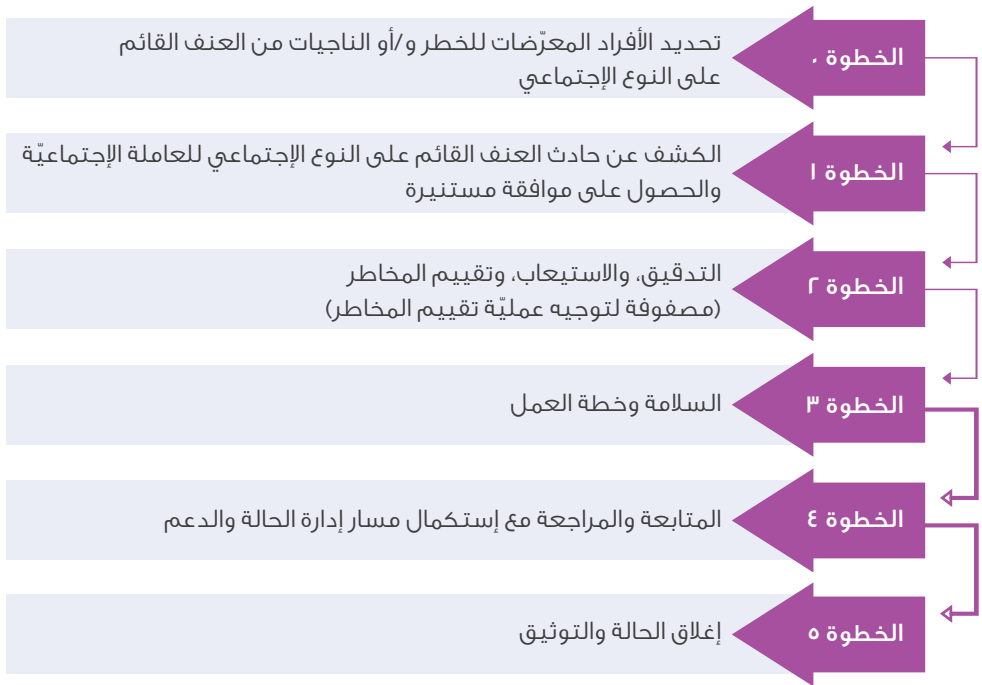 الخطوة ٠
تحديد الأفراد المعرّضات للخطر و/أو الناجيات من العنف القائم
على النوع الإجتماعي
الخطوة ١
الكشف عن حادث العنف القائم على النوع الإجتماعي للعاملة الإجتماعيّة
والحصول على موافقة مستنيرة
الخطوة ٢
التدقيق، والاستيعاب، وتقييم المخاطر
(مصفوفة لتوجيه عمليّة تقييم المخاطر)
الخطوة ٣
السلامة وخطة العمل
الخطوة ٤
المتابعة والمراجعة مع إستكمال مسار إدارة الحالة والدعم
الخطوة ٥
إغلاق الحالة والتوثيق